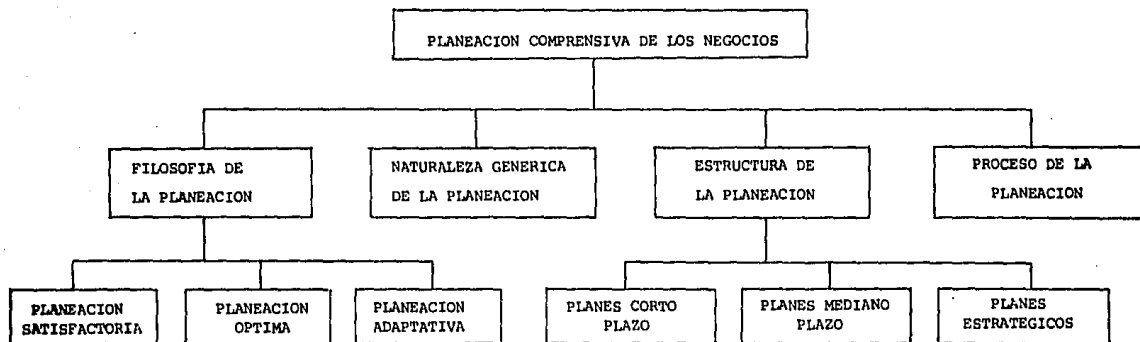 PLANEACION COMPRENSIVA DE LOS NEGOCIOS
FILOSOFIA DE
LA PLANEACION
NATURALEZA GENERICA
DE LA PLANEACION
ESTRUCTURA DE
LA PLANEACION
PROCESO DE LA
PLANEACION
PLANEACION
SATISFACTORIA
PLANEACION
OPTIMA
PLANEACION
ADAPTATIVA
PLANES CORTO
PLAZO
PLANES MEDIANO
PLAZO
PLANES
ESTRATEGICOS